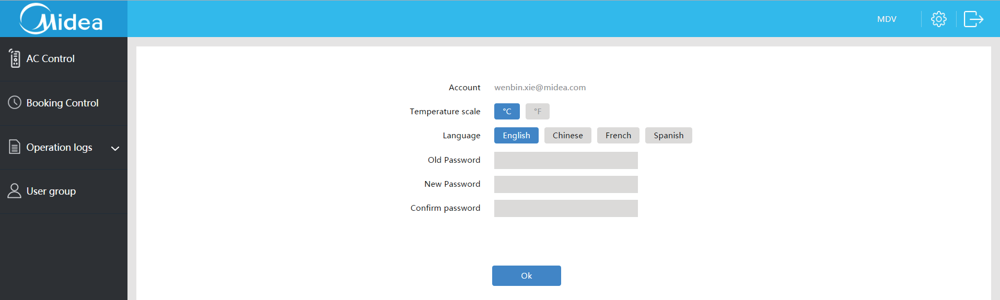 Midea
MDV
AC Control
Booking Control
Operation logs
User group
Account wenbin.xie@midea.com
Temperature scale °C °F
Language English Chinese French Spanish
Old Password
New Password
Confirm password
Ok